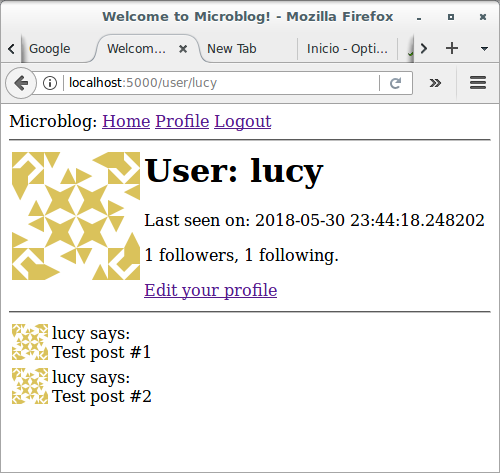 Welcome to Microblog! - Mozilla Firefox
Google Welcom... New Tab Inicio - Opti...
localhost:5000/user/lucy
Microblog: Home Profile Logout
User: lucy
Last seen on: 2018-05-30 23:44:18.248202
1 followers, 1 following.
Edit your profile
lucy says:
Test post #1
lucy says:
Test post #2